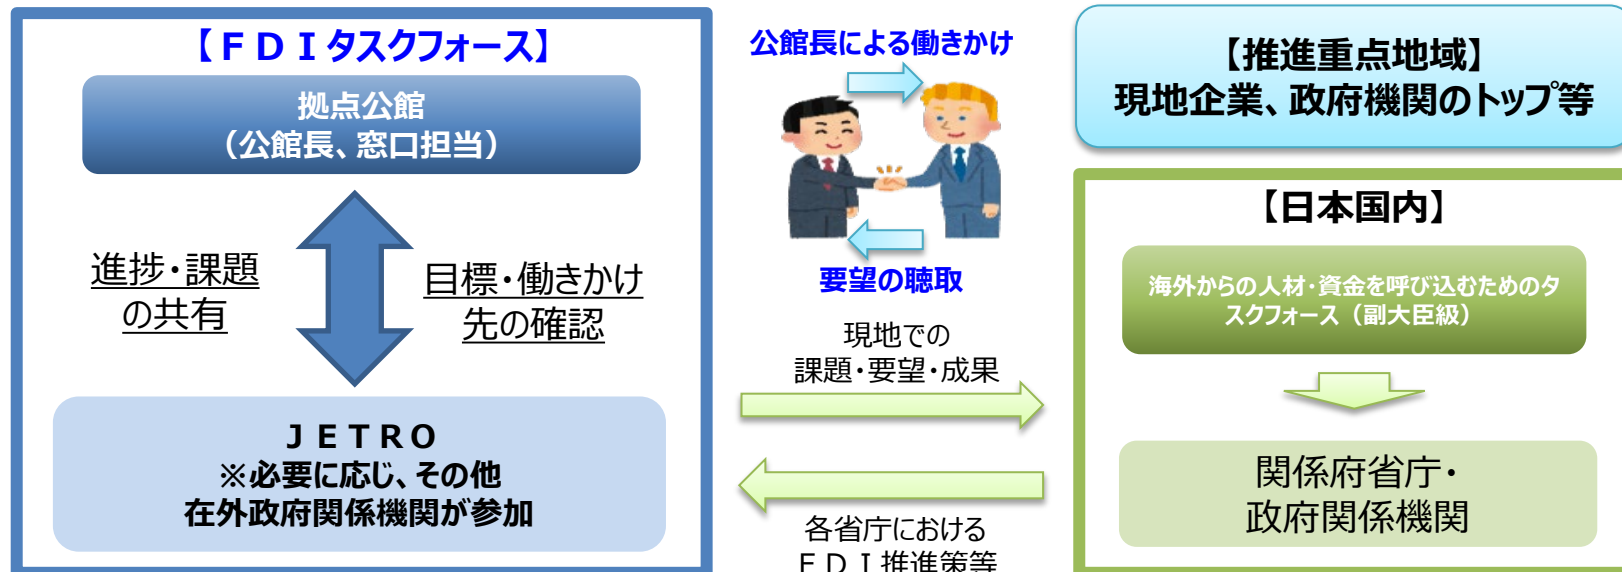 【ＦＤＩタスクフォース】
拠点公館
（公館長、窓口担当）
進捗・課題
の共有
目標・働きかけ
先の確認
ＪＥＴＲＯ
※必要に応じ、その他
在外政府関係機関が参加
公館長による働きかけ
要望の聴取
現地での
課題・要望・成果
各省庁における
ＦＤＩ推進策等
【推進重点地域】
現地企業、政府機関のトップ等
【日本国内】
海外からの人材・資金を呼び込むためのタ
スクフォース（副大臣級）
関係府省庁・
政府関係機関